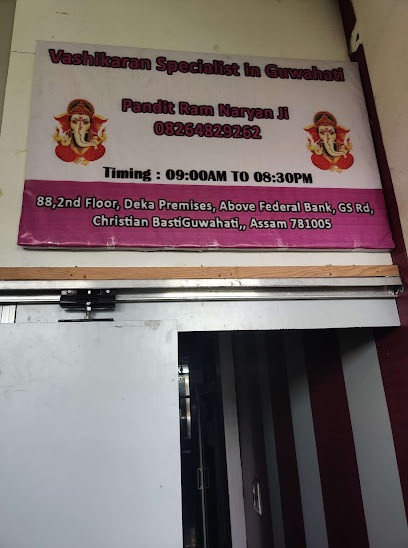 Vashikaran Specialist in Guwahati
Pandit Ram Naryan Ji
08264829262
Timing : 09:00AM TO 08:30PM
88,2nd Floor, Deka Premises, Above Federal Bank, GS Rd,
Christian BastiGuwahati,, Assam 781005